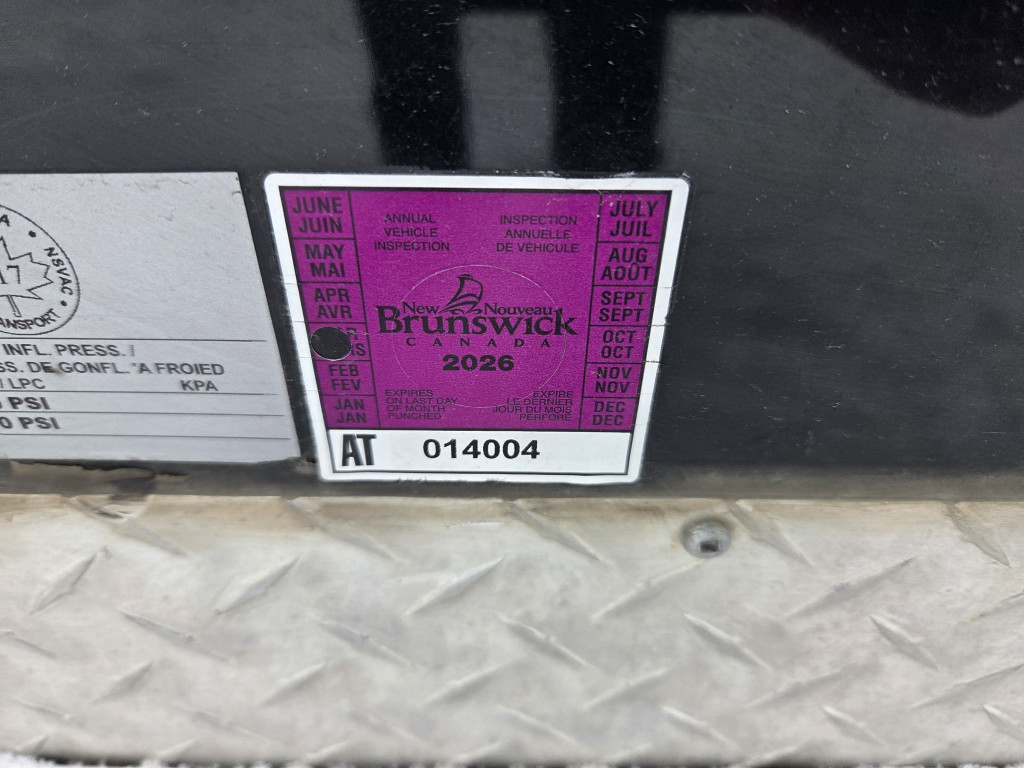 NSVAC
17
TRANSPORT
INFL. PRESS. /
DE GONFL. 'A FROIED
/ LPC KPA
PSI
0 PSI
JUNE
JUIN
MAY
MAI
APR
AVR
FEB
FEV
JAN
JAN
ANNUAL
VEHICLE
INSPECTION
INSPECTION
ANNUELLE
DE VÉHICULE
New Nouveau
Brunswick
CANADA
2026
EXPIRES
ON LAST DAY
OF MONTH
PUNCHED
EXPIRE
LE DERNIER
JOUR DU MOIS
PERFORÉ
JULY
JUIL
AUG
AOÛT
SEPT
SEPT
OCT
OCT
NOV
NOV
DEC
DEC
AT 014004